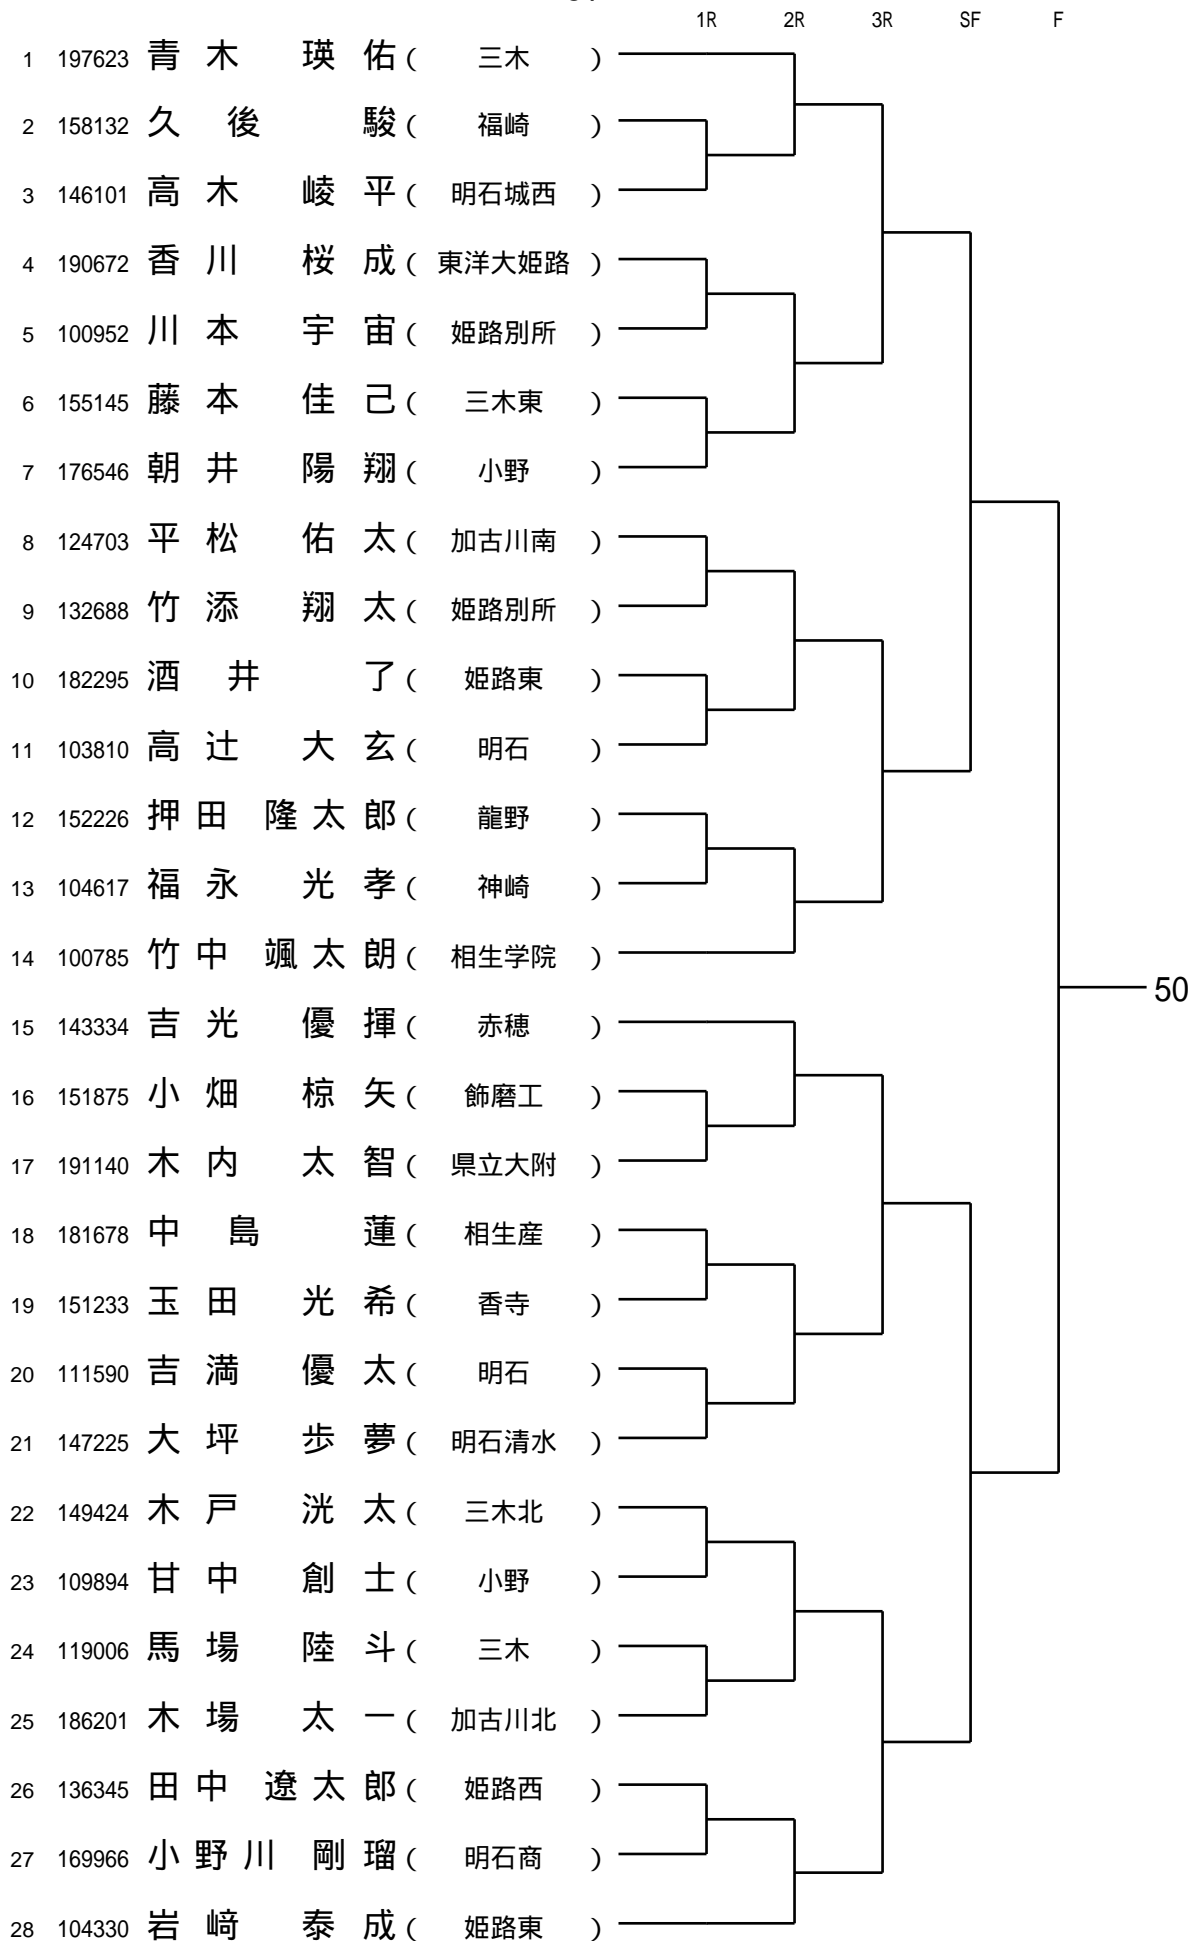 1R 2R 3R SF F
1 197623 青木 瑛佑 ( 三木 )
2 158132 久後 駿 ( 福崎 )
3 146101 高木 崚平 ( 明石城西 )
4 190672 香川 桜成 ( 東洋大姫路 )
5 100952 川本 宇宙 ( 姫路別所 )
6 155145 藤本 佳己 ( 三木東 )
7 176546 朝井 陽翔 ( 小野 )
8 124703 平松 佑太 ( 加古川南 )
9 132688 竹添 翔太 ( 姫路別所 )
10 182295 酒井 了 ( 姫路東 )
11 103810 高辻 大玄 ( 明石 )
12 152226 押田 隆太郎 ( 龍野 )
13 104617 福永 光孝 ( 神崎 )
14 100785 竹中 颯太朗 ( 相生学院 )
50
15 143334 吉光 優揮 ( 赤穂 )
16 151875 小畑 椋矢 ( 飾磨工 )
17 191140 木内 太智 ( 県立大附 )
18 181678 中島 蓮 ( 相生産 )
19 151233 玉田 光希 ( 香寺 )
20 111590 吉満 優太 ( 明石 )
21 147225 大坪 歩夢 ( 明石清水 )
22 149424 木戸 洸太 ( 三木北 )
23 109894 甘中 創士 ( 小野 )
24 119006 馬場 陸斗 ( 三木 )
25 186201 木場 太一 ( 加古川北 )
26 136345 田中 遼太郎 ( 姫路西 )
27 169966 小野川 剛瑠 ( 明石商 )
28 104330 岩﨑 泰成 ( 姫路東 )